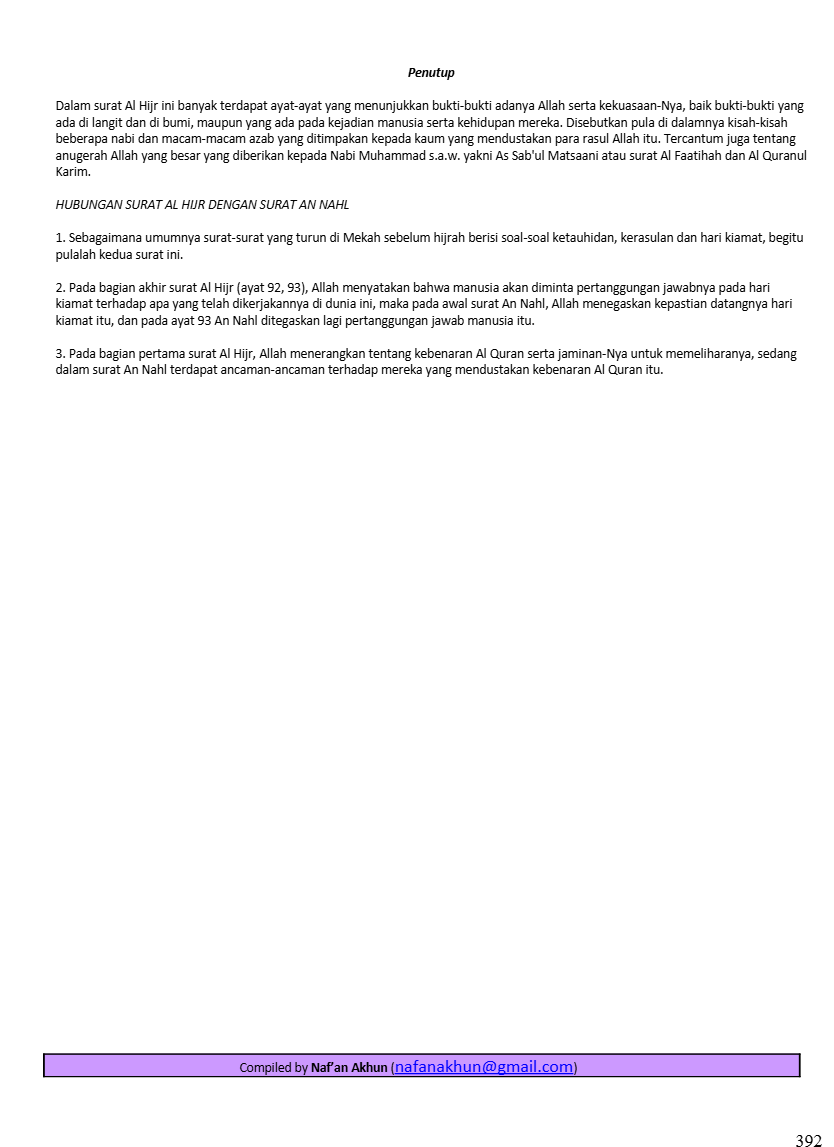 Penutup
Dalam surat Al Hijr ini banyak terdapat ayat-ayat yang menunjukkan bukti-bukti adanya Allah serta kekuasaan-Nya, baik bukti-bukti yang
ada di langit dan di bumi, maupun yang ada pada kejadian manusia serta kehidupan mereka. Disebutkan pula di dalamnya kisah-kisah
beberapa nabi dan macam-macam azab yang ditimpakan kepada kaum yang mendustakan para rasul Allah itu. Tercantum juga tentang
anugerah Allah yang besar yang diberikan kepada Nabi Muhammad s.a.w. yakni As Sab'ul Matsaani atau surat Al Faatihah dan Al Quranul
Karim.
HUBUNGAN SURAT AL HIJR DENGAN SURAT AN NAHL
1. Sebagaimana umumnya surat-surat yang turun di Mekah sebelum hijrah berisi soal-soal ketauhidan, kerasulan dan hari kiamat, begitu
pulalah kedua surat ini.
2. Pada bagian akhir surat Al Hijr (ayat 92, 93), Allah menyatakan bahwa manusia akan diminta pertanggungan jawabnya pada hari
kiamat terhadap apa yang telah dikerjakannya di dunia ini, maka pada awal surat An Nahl, Allah menegaskan kepastian datangnya hari
kiamat itu, dan pada ayat 93 An Nahl ditegaskan lagi pertanggungan jawab manusia itu.
3. Pada bagian pertama surat Al Hijr, Allah menerangkan tentang kebenaran Al Quran serta jaminan-Nya untuk memeliharanya, sedang
dalam surat An Nahl terdapat ancaman-ancaman terhadap mereka yang mendustakan kebenaran Al Quran itu.
Compiled by Naf’an Akhun (nafanakhun@gmail.com)
392